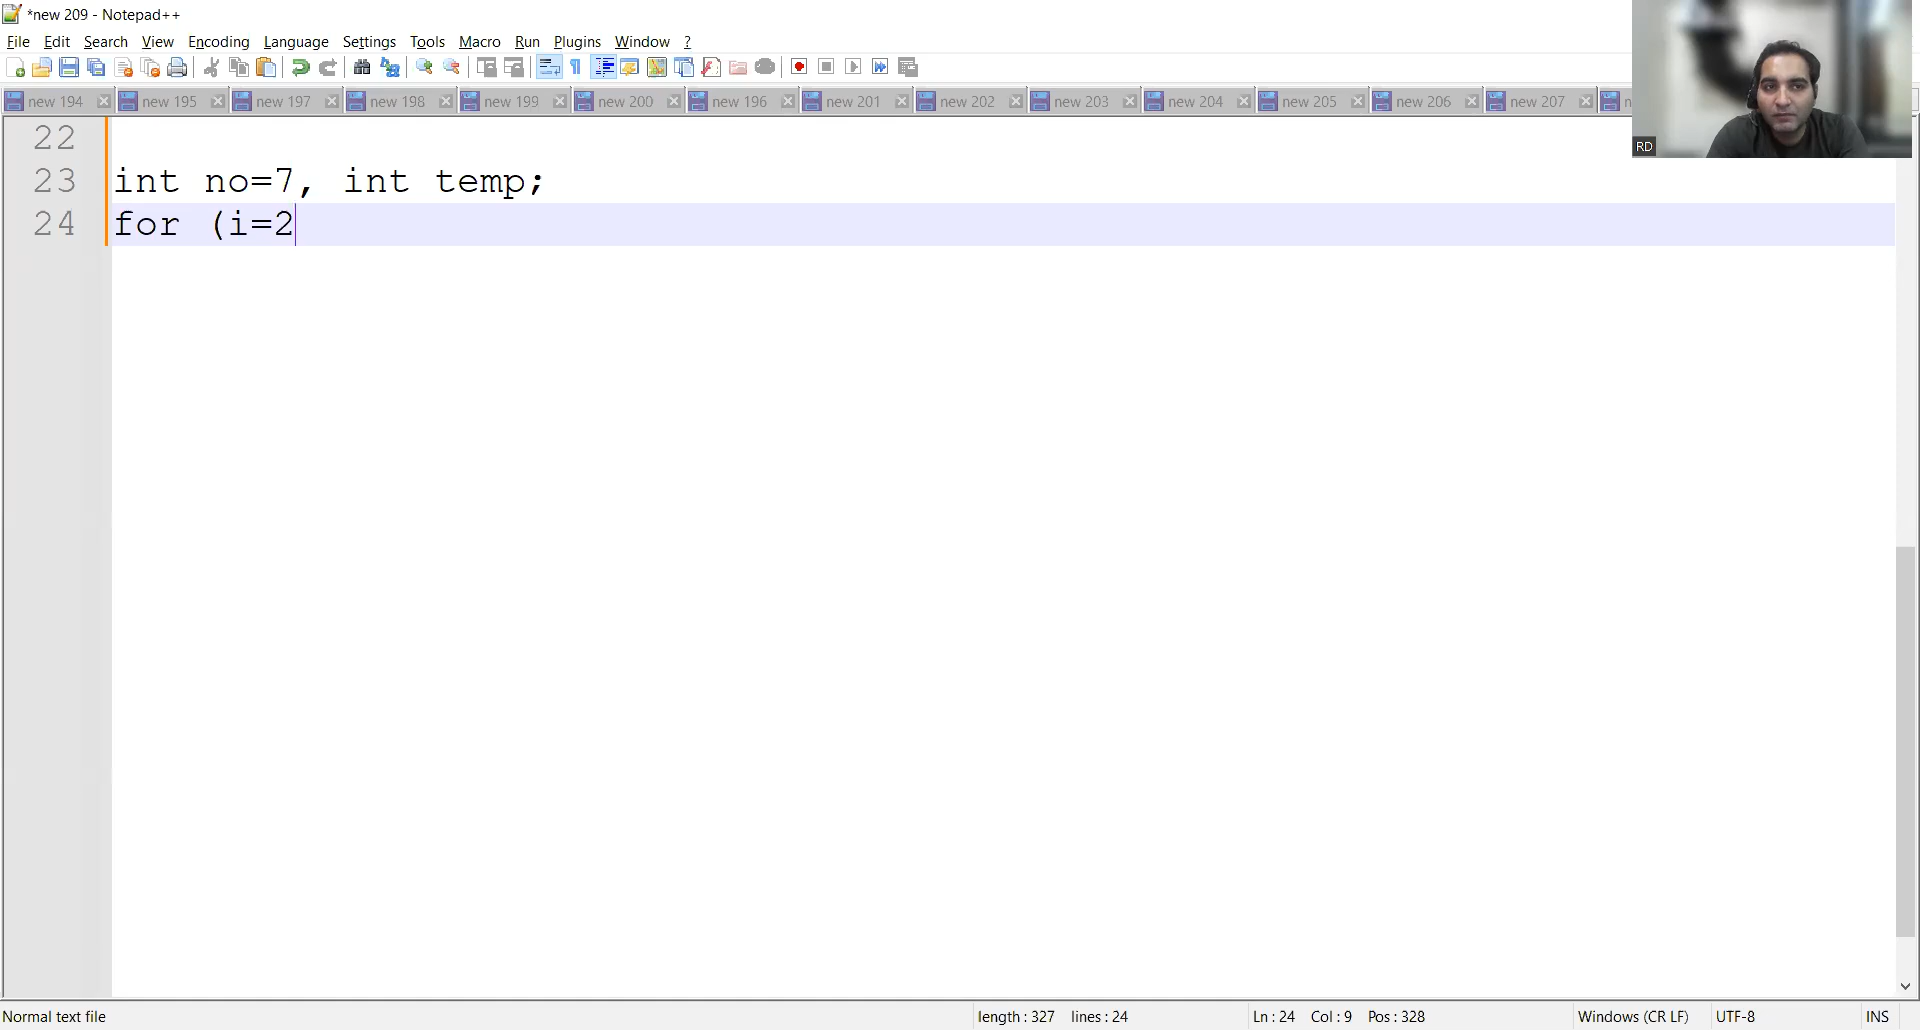 *new 209 - Notepad++
File Edit Search View Encoding Language Settings Tools Macro Run Plugins Window ?
new 194 new 195 new 197 new 198 new 199 new 200 new 196 new 201 new 202 new 203 new 204 new 205 new 206 new 207 n
RD
22
23 int no=7, int temp;
24 for (i=2
Normal text file length : 327 lines : 24 Ln : 24 Col : 9 Pos : 328 Windows (CR LF) UTF-8 INS